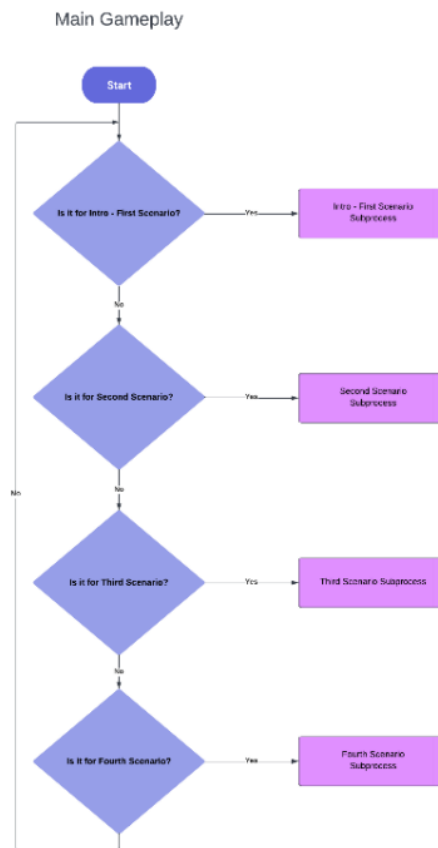 Main Gameplay
Start
Is it for Intro - First Scenario?
Yes
Intro - First Scenario
Subprocess
No
Is it for Second Scenario?
Yes
Second Scenario
Subprocess
No
No
Is it for Third Scenario?
Yes
Third Scenario Subprocess
No
Is It for Fourth Scenario?
Yes
Fourth Scenario
Subprocess